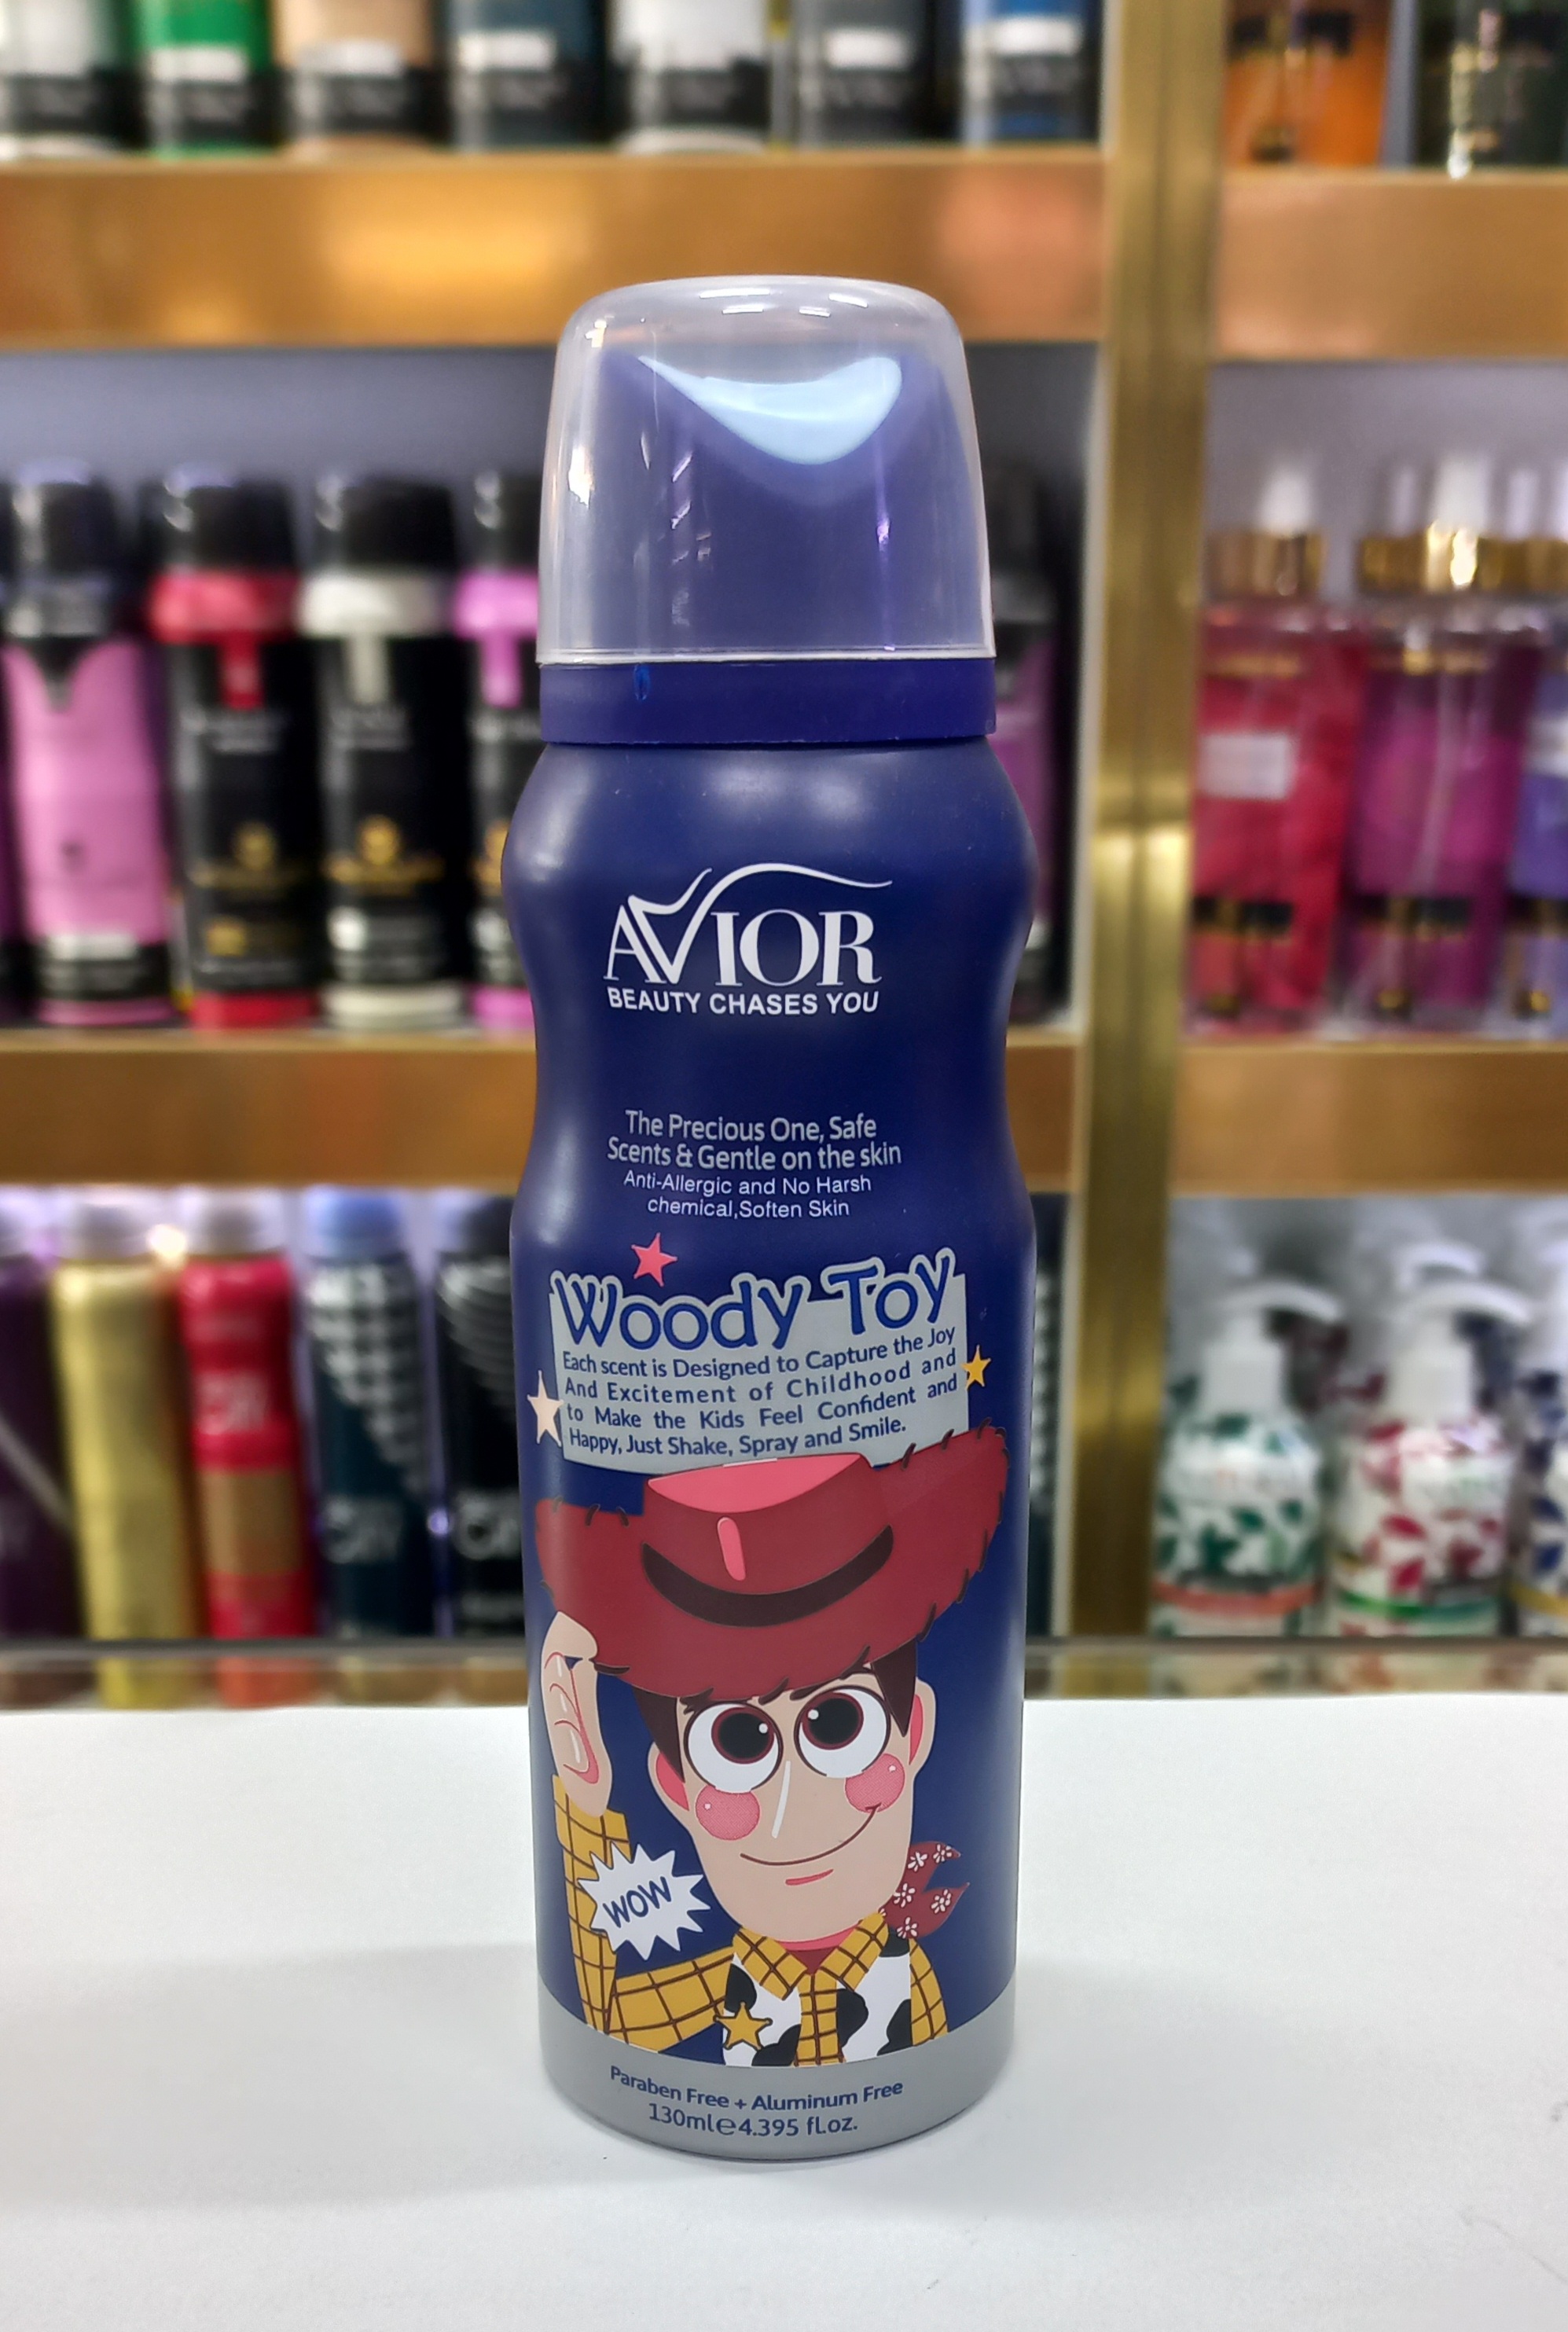 AVIOR
BEAUTY CHASES YOU
The Precious One, Safe
Scents & Gentle on the skin
Anti-Allergic and No Harsh
chemical,Soften Skin
Woody Toy
Each scent is Designed to Capture the Joy
And Excitement of Childhood and
to Make the Kids Feel Confident and
Happy, Just Shake, Spray and Smile.
WOW
Paraben Free + Aluminum Free
130ml℮4.395 fl.oz.